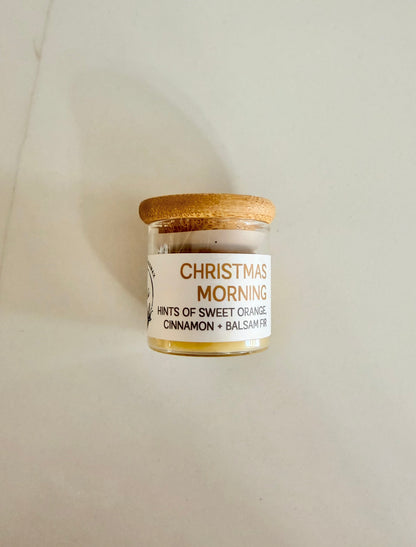 CHRISTMAS
MORNING
HINTS OF SWEET ORANGE,
CINNAMON + BALSAM FIR